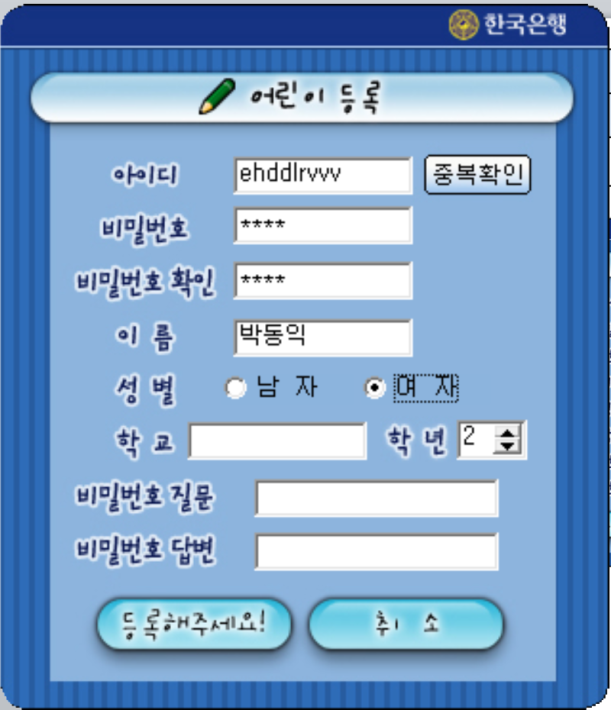 한국은행
어린이 등록
아이디 ehddlrvvv 중복확인
비밀번호 ****
비밀번호 확인 ****
이 름 박동익
성 별 남 자 여 자
학 교 학 년 2
비밀번호 질문
비밀번호 답변
등록해주세요! 취 소